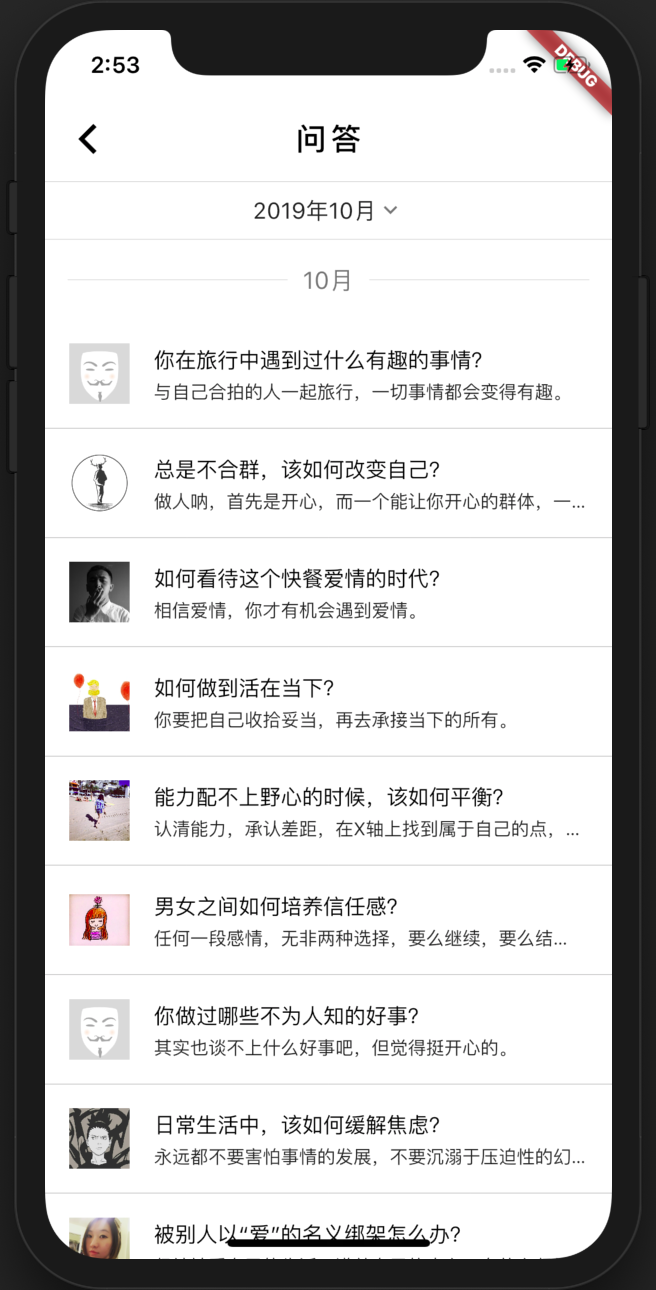 2:53
DEBUG
问答
2019年10月
10月
你在旅行中遇到过什么有趣的事情?
与自己合拍的人一起旅行，一切事情都会变得有趣。
总是不合群，该如何改变自己?
做人呐，首先是开心，而一个能让你开心的群体，一...
如何看待这个快餐爱情的时代?
相信爱情，你才有机会遇到爱情。
如何做到活在当下?
你要把自己收拾妥当，再去承接当下的所有。
能力配不上野心的时候，该如何平衡?
认清能力，承认差距，在X轴上找到属于自己的点，...
男女之间如何培养信任感?
任何一段感情，无非两种选择，要么继续，要么结...
你做过哪些不为人知的好事?
其实也谈不上什么好事吧，但觉得挺开心的。
日常生活中，该如何缓解焦虑?
永远都不要害怕事情的发展，不要沉溺于压迫性的幻...
被别人以“爱”的名义绑架怎么办?